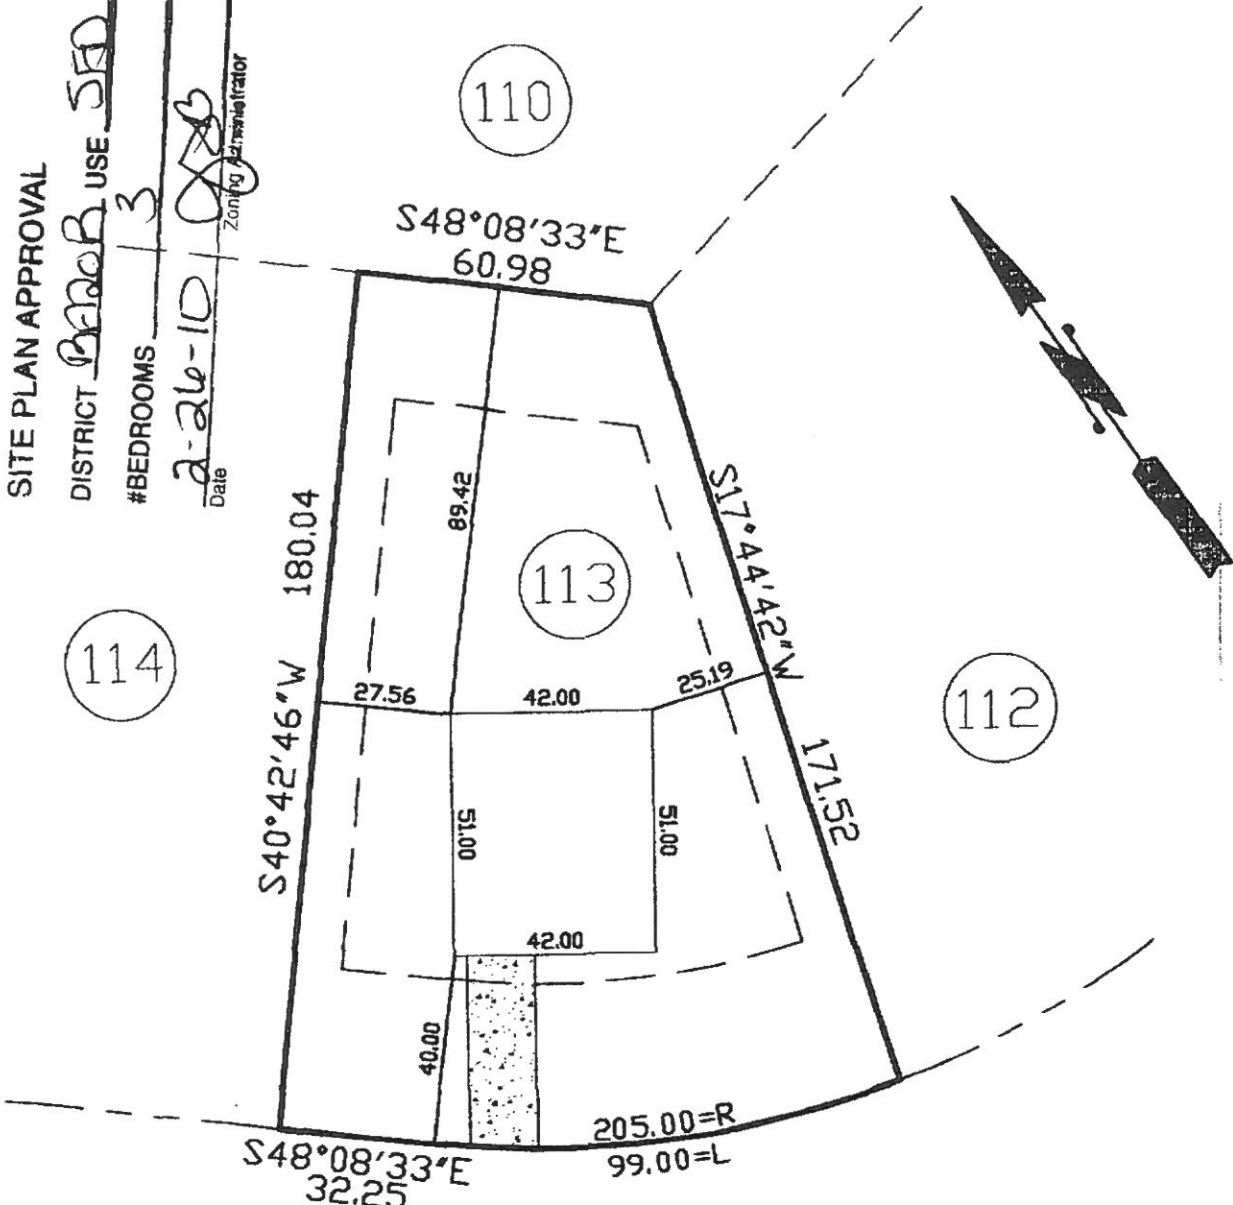 SITE PLAN APPROVAL
DISTRICT RA20R USE SFD
#BEDROOMS 3
2-26-10
Date
Zoning Administrator
110
S48°08'33"E
60.98
180.04
S40°42'46"W
89.42
113
S17°44'42"W
171.52
114
112
27.56
42.00
25.19
51.00
51.00
42.00
40.00
205.00=R
99.00=L
S48°08'33"E
32.25